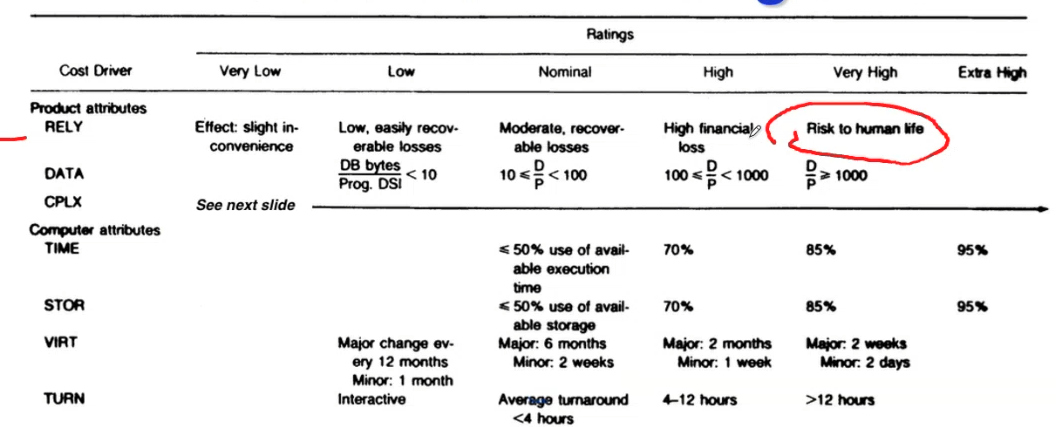 Ratings
Cost Driver Very Low Low Nominal High Very High Extra High
Product attributes
RELY Effect: slight in- Low, easily recov- Moderate, recover- High financial Risk to human life
convenience erable losses able losses loss
DATA DB bytes / Prog. DSI < 10 10 ≤ D/P < 100 100 ≤ D/P < 1000 D/P ≥ 1000
CPLX See next slide
Computer attributes
TIME ≤ 50% use of avail- 70% 85% 95%
able execution
time
STOR ≤ 50% use of avail- 70% 85% 95%
able storage
VIRT Major change ev- Major: 6 months Major: 2 months Major: 2 weeks
ery 12 months Minor: 2 weeks Minor: 1 week Minor: 2 days
Minor: 1 month
TURN Interactive Average turnaround 4–12 hours >12 hours
<4 hours